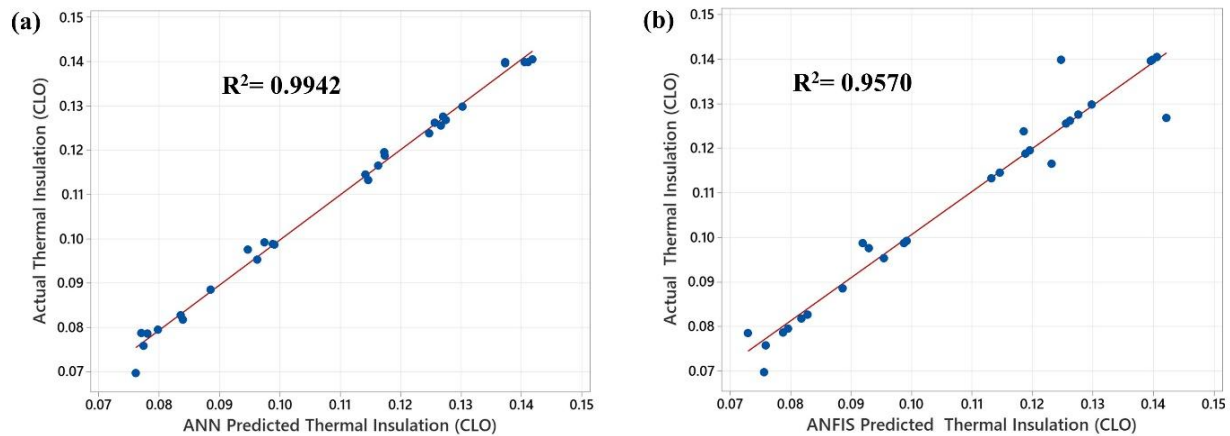 (a)
R²= 0.9942
Actual Thermal Insulation (CLO)
0.15
0.14
0.13
0.12
0.11
0.10
0.09
0.08
0.07
0.07 0.08 0.09 0.10 0.11 0.12 0.13 0.14 0.15
ANN Predicted Thermal Insulation (CLO)
(b)
R²= 0.9570
Actual Thermal Insulation (CLO)
0.15
0.14
0.13
0.12
0.11
0.10
0.09
0.08
0.07
0.07 0.08 0.09 0.10 0.11 0.12 0.13 0.14 0.15
ANFIS Predicted Thermal Insulation (CLO)